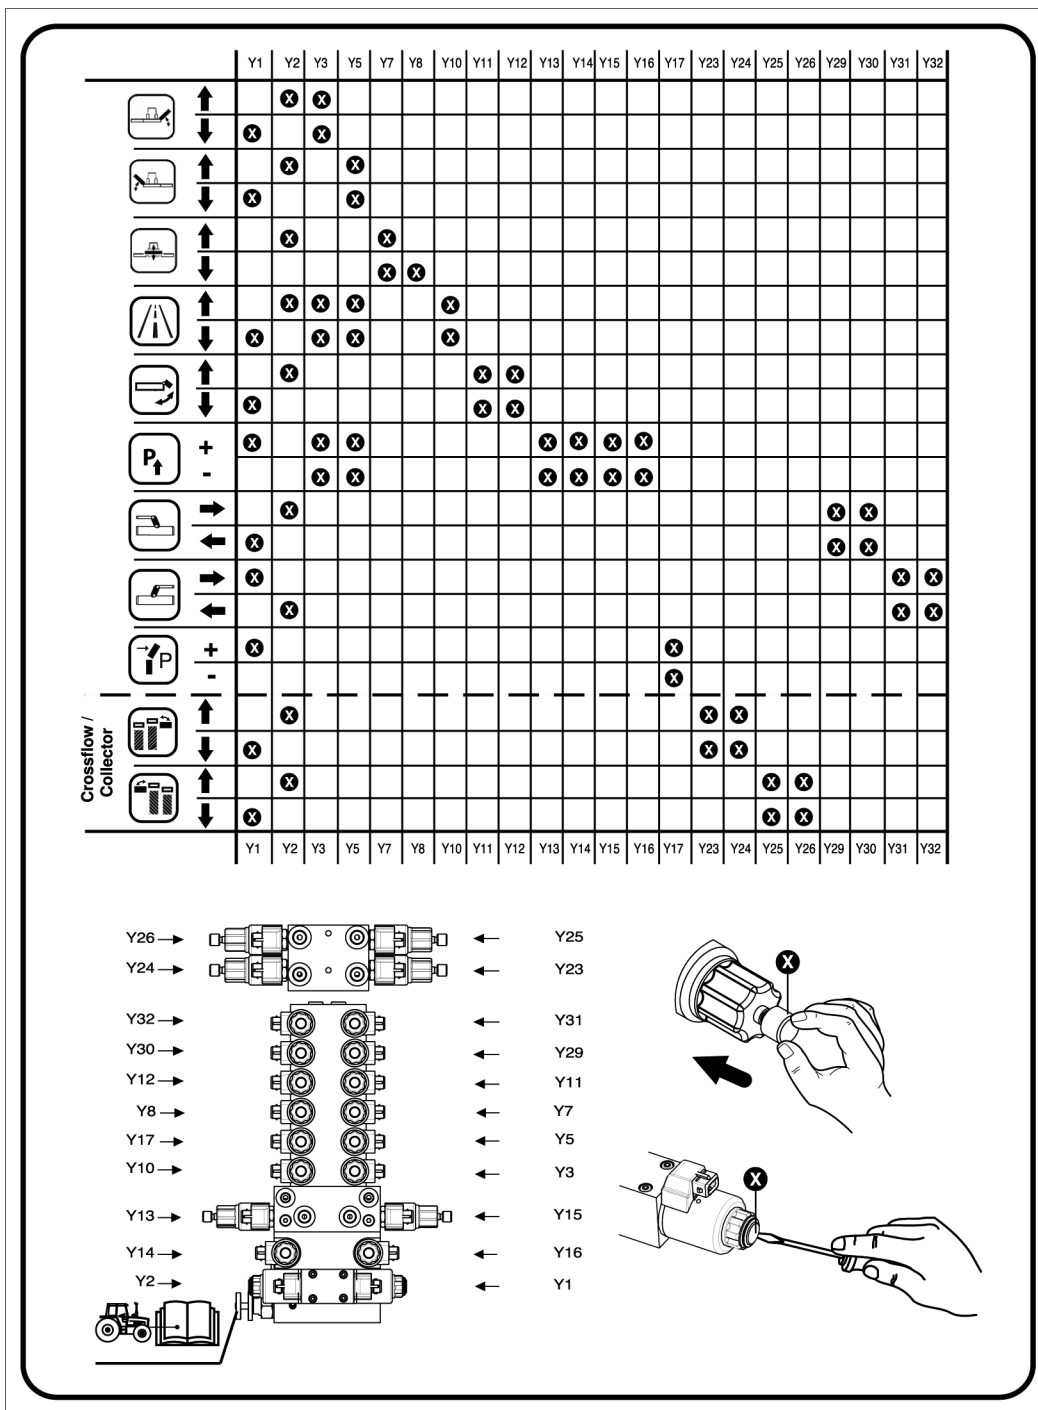 Y1 Y2 Y3 Y5 Y7 Y8 Y10 Y11 Y12 Y13 Y14 Y15 Y16 Y17 Y23 Y24 Y25 Y26 Y29 Y30 Y31 Y32
X X
X X
X X
X X
X X
X X
X X X X
X X X X
X X X
X X X
P + X X X X X X X
- X X X X X X
X X X
X X X
X X X
X X X
P + X X
- X
Crossflow /
Collector
X X X
X X X
X X X
X X X
Y1 Y2 Y3 Y5 Y7 Y8 Y10 Y11 Y12 Y13 Y14 Y15 Y16 Y17 Y23 Y24 Y25 Y26 Y29 Y30 Y31 Y32
Y26 Y25
Y24 Y23
Y32 Y31
Y30 Y29
Y12 Y11
Y8 Y7
Y17 Y5
Y10 Y3
Y13 Y15
Y14 Y16
Y2 Y1
X
X